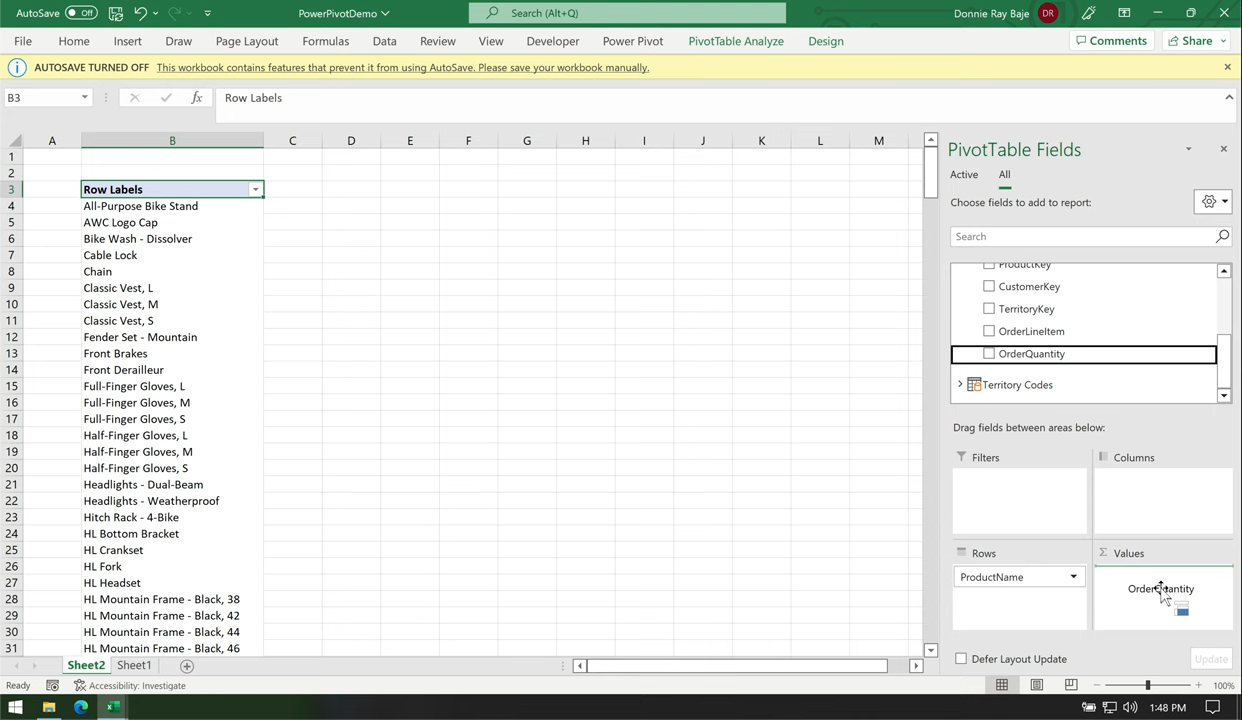 AutoSave Off PowerPivotDemo Search (Alt+Q) Donnie Ray Baje DR
File Home Insert Draw Page Layout Formulas Data Review View Developer Power Pivot PivotTable Analyze Design Comments Share
AUTOSAVE TURNED OFF This workbook contains features that prevent it from using AutoSave. Please save your workbook manually.
B3 fx Row Labels
A B C D E F G H I J K L M
1
2
3 Row Labels
4 All-Purpose Bike Stand
5 AWC Logo Cap
6 Bike Wash - Dissolver
7 Cable Lock
8 Chain
9 Classic Vest, L
10 Classic Vest, M
11 Classic Vest, S
12 Fender Set - Mountain
13 Front Brakes
14 Front Derailleur
15 Full-Finger Gloves, L
16 Full-Finger Gloves, M
17 Full-Finger Gloves, S
18 Half-Finger Gloves, L
19 Half-Finger Gloves, M
20 Half-Finger Gloves, S
21 Headlights - Dual-Beam
22 Headlights - Weatherproof
23 Hitch Rack - 4-Bike
24 HL Bottom Bracket
25 HL Crankset
26 HL Fork
27 HL Headset
28 HL Mountain Frame - Black, 38
29 HL Mountain Frame - Black, 42
30 HL Mountain Frame - Black, 44
31 HL Mountain Frame - Black, 46
PivotTable Fields
Active All
Choose fields to add to report:
Search
ProductKey
CustomerKey
TerritoryKey
OrderLineItem
OrderQuantity
Territory Codes
Drag fields between areas below:
Filters Columns
Rows Σ Values
ProductName OrderQuantity
Defer Layout Update Update
Sheet2 Sheet1
Ready Accessibility: Investigate 100%
1:48 PM